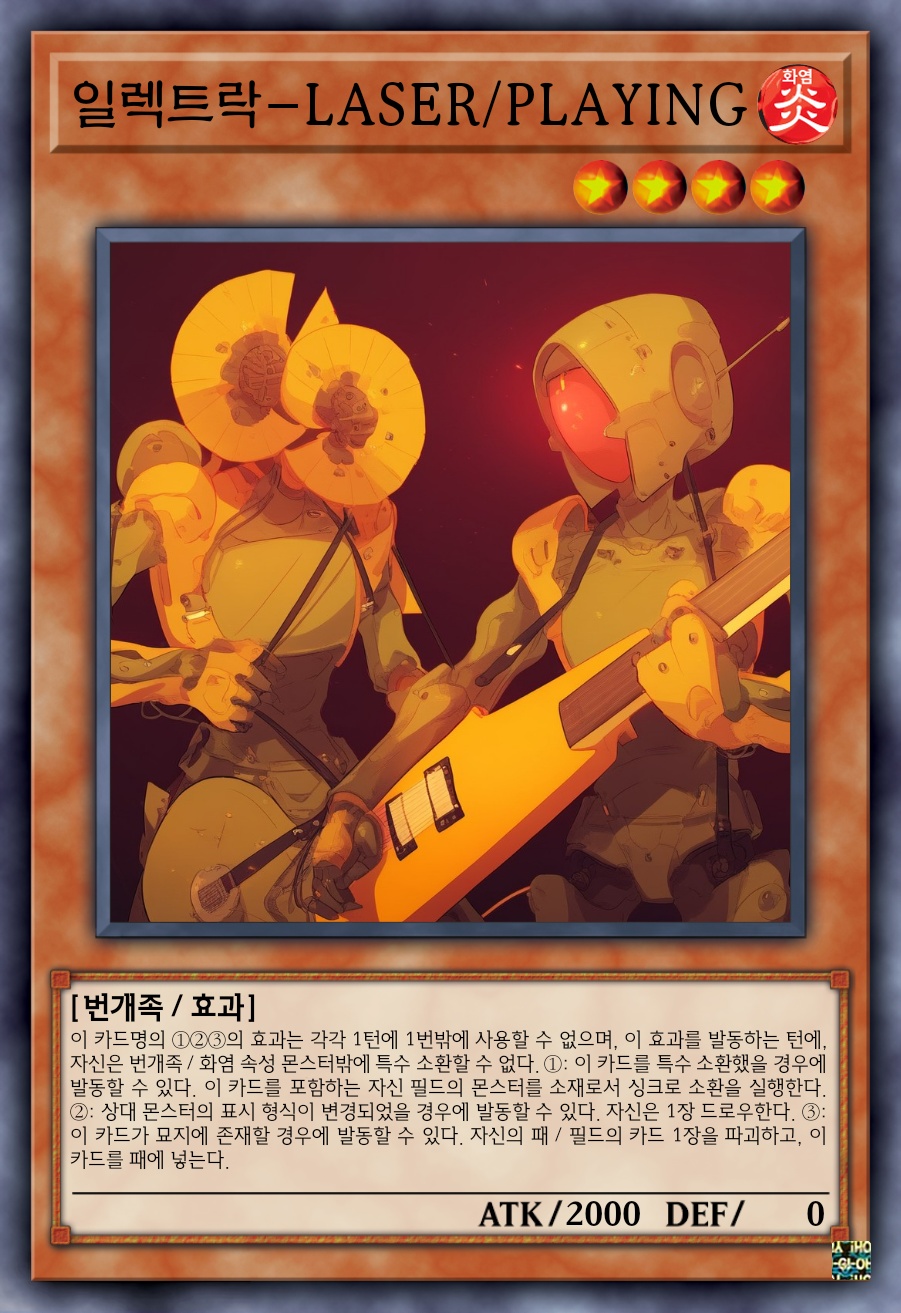 일렉트락-LASER/PLAYING
화염
炎
[번개족 / 효과]
이 카드명의 ①②③의 효과는 각각 1턴에 1번밖에 사용할 수 없으며, 이 효과를 발동하는 턴에,
자신은 번개족 / 화염 속성 몬스터밖에 특수 소환할 수 없다. ①: 이 카드를 특수 소환했을 경우에
발동할 수 있다. 이 카드를 포함하는 자신 필드의 몬스터를 소재로서 싱크로 소환을 실행한다.
②: 상대 몬스터의 표시 형식이 변경되었을 경우에 발동할 수 있다. 자신은 1장 드로우한다. ③:
이 카드가 묘지에 존재할 경우에 발동할 수 있다. 자신의 패 / 필드의 카드 1장을 파괴하고, 이
카드를 패에 넣는다.
ATK/2000 DEF/ 0